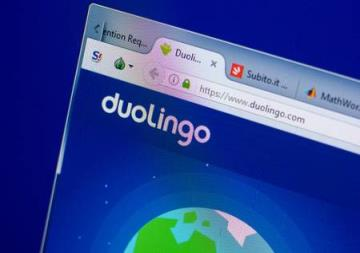 ention Req...
Duoli...
Subito.it ...
MathWor
https://www.duolingo.com
duolingo